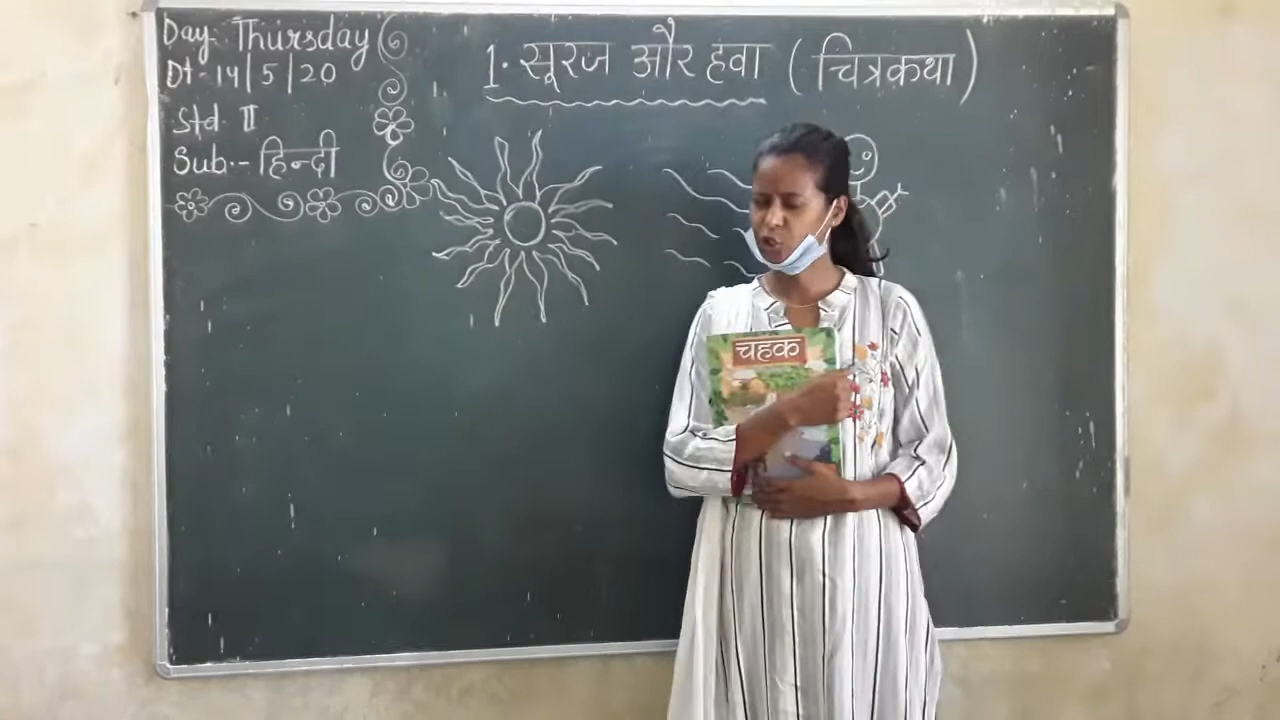 Day- Thursday
Dt- 14/5/20
Std. II
Sub.- हिन्दी
1. सूरज और हवा (चित्रकथा)
चहक